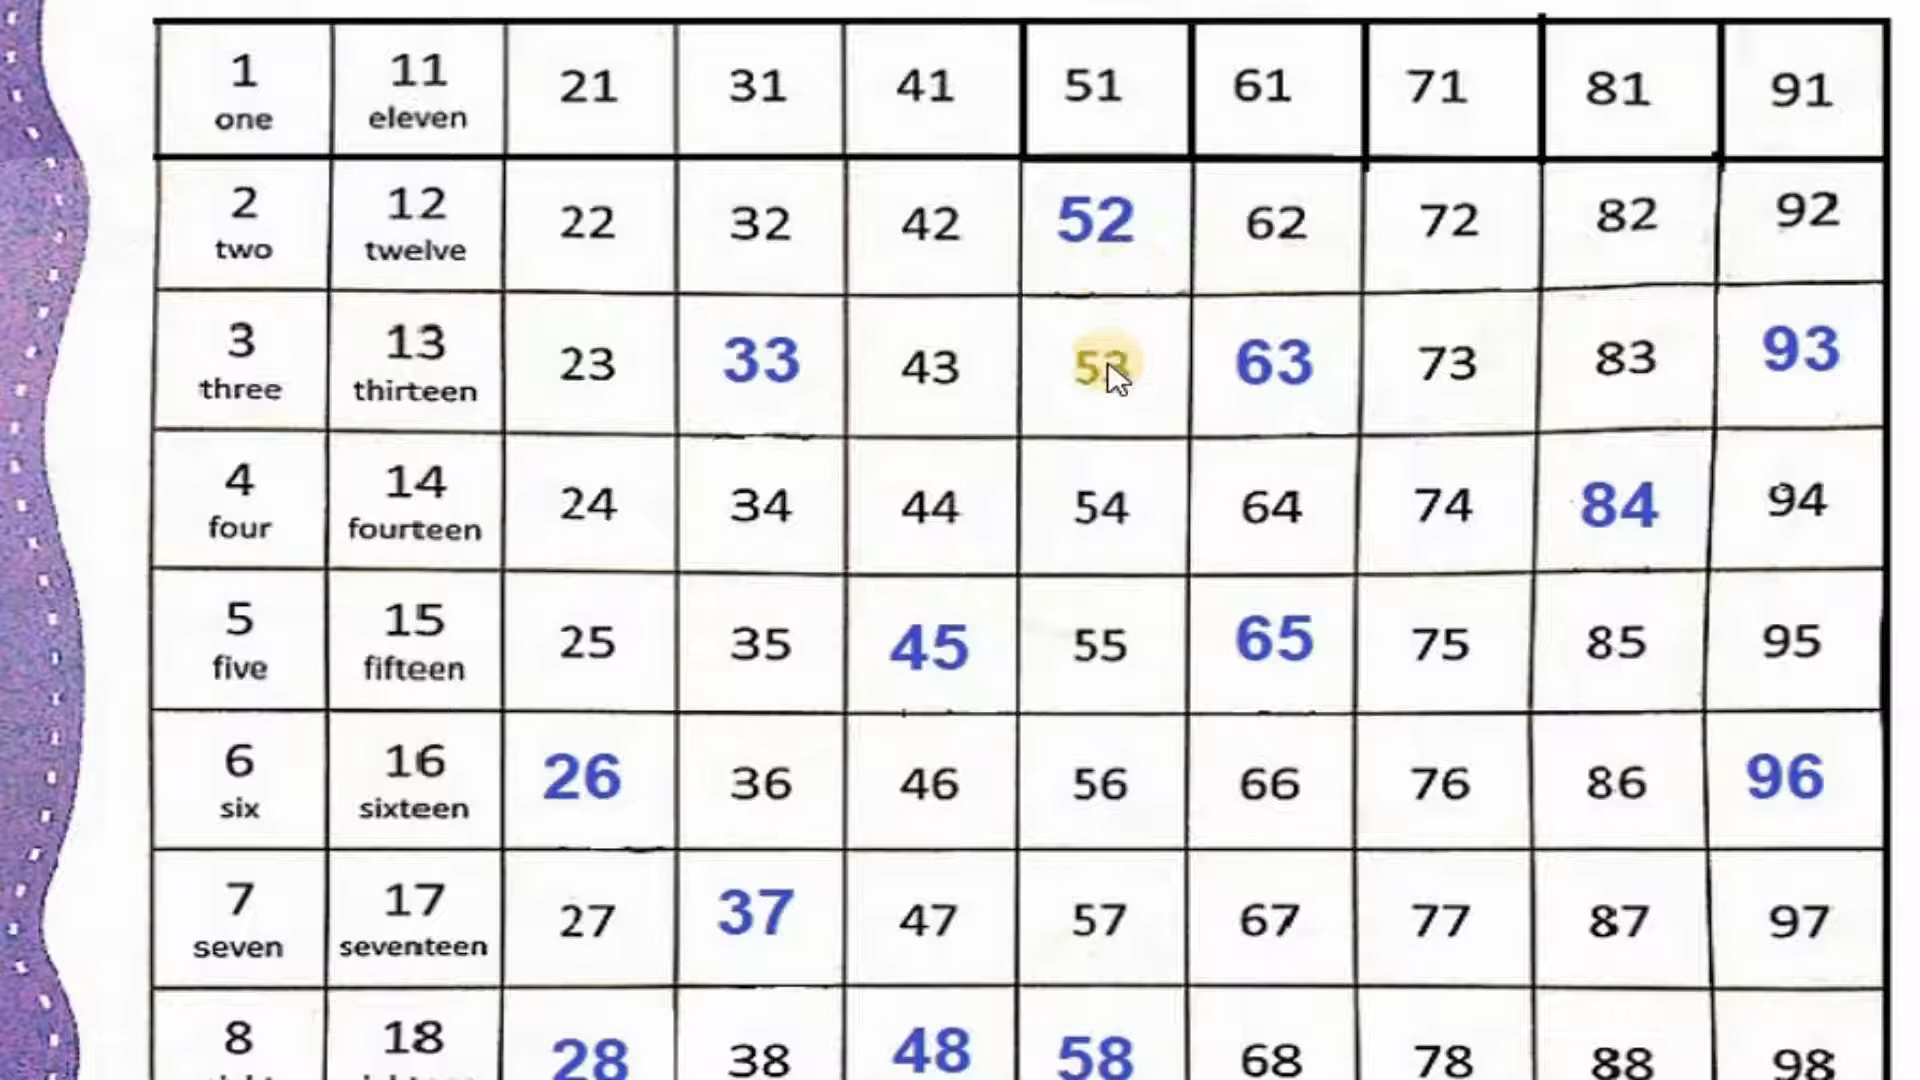 1 11 21 31 41 51 61 71 81 91
one eleven
2 12 22 32 42 52 62 72 82 92
two twelve
3 13 23 33 43 53 63 73 83 93
three thirteen
4 14 24 34 44 54 64 74 84 94
four fourteen
5 15 25 35 45 55 65 75 85 95
five fifteen
6 16 26 36 46 56 66 76 86 96
six sixteen
7 17 27 37 47 57 67 77 87 97
seven seventeen
8 18 28 38 48 58 68 78 88 98